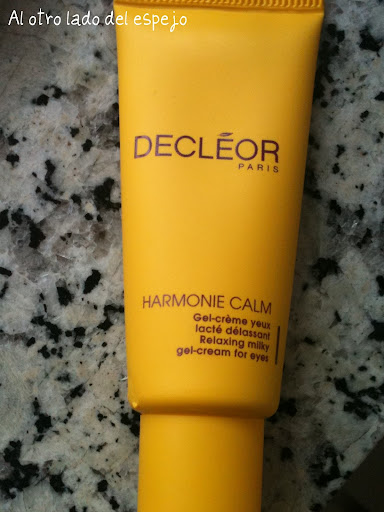 Al otro lado del espejo
DECLÉOR
PARIS
HARMONIE CALM
Gel-crème yeux
lacté délassant
Relaxing milky
gel-cream for eyes